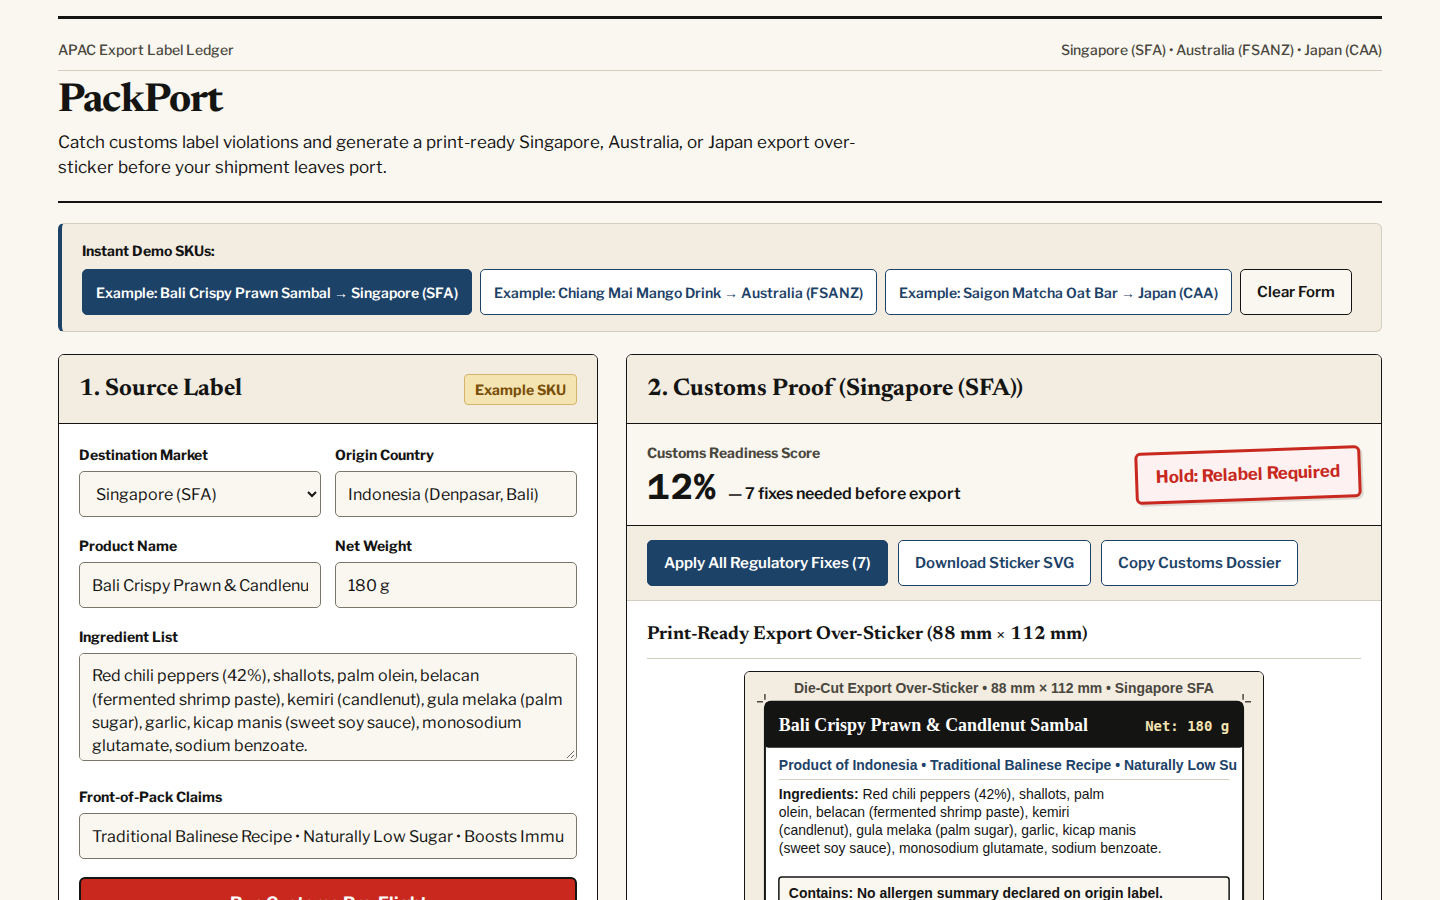 APAC Export Label Ledger
Singapore (SFA) • Australia (FSANZ) • Japan (CAA)
PackPort
Catch customs label violations and generate a print-ready Singapore, Australia, or Japan export over-
sticker before your shipment leaves port.
Instant Demo SKUs:
Example: Bali Crispy Prawn Sambal → Singapore (SFA)
Example: Chiang Mai Mango Drink → Australia (FSANZ)
Example: Saigon Matcha Oat Bar → Japan (CAA)
Clear Form
1. Source Label
Example SKU
Destination Market
Origin Country
Singapore (SFA)
Indonesia (Denpasar, Bali)
Product Name
Net Weight
Bali Crispy Prawn & Candlenu
180 g
Ingredient List
Red chili peppers (42%), shallots, palm olein, belacan
(fermented shrimp paste), kemiri (candlenut), gula melaka (palm
sugar), garlic, kicap manis (sweet soy sauce), monosodium
glutamate, sodium benzoate.
Front-of-Pack Claims
Traditional Balinese Recipe • Naturally Low Sugar • Boosts Immu
2. Customs Proof (Singapore (SFA))
Customs Readiness Score
12% — 7 fixes needed before export
Hold: Relabel Required
Apply All Regulatory Fixes (7)
Download Sticker SVG
Copy Customs Dossier
Print-Ready Export Over-Sticker (88 mm × 112 mm)
Die-Cut Export Over-Sticker • 88 mm × 112 mm • Singapore SFA
Bali Crispy Prawn & Candlenut Sambal
Net: 180 g
Product of Indonesia • Traditional Balinese Recipe • Naturally Low Su
Ingredients: Red chili peppers (42%), shallots, palm
olein, belacan (fermented shrimp paste), kemiri
(candlenut), gula melaka (palm sugar), garlic, kicap manis
(sweet soy sauce), monosodium glutamate, sodium benzoate.
Contains: No allergen summary declared on origin label.